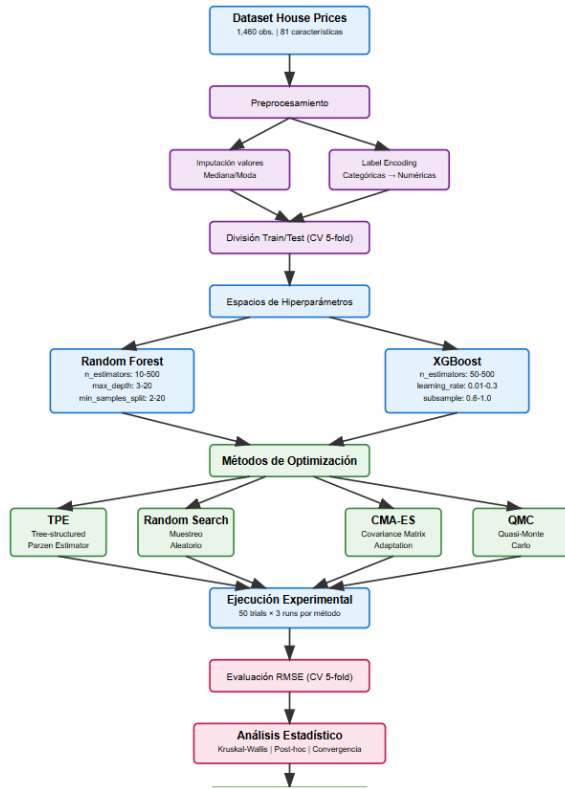 Dataset House Prices
1,460 obs. | 81 características
Preprocesamiento
Imputación valores
Mediana/Moda
Label Encoding
Categóricas → Numéricas
División Train/Test (CV 5-fold)
Espacios de Hiperparámetros
Random Forest
n_estimators: 10-500
max_depth: 3-20
min_samples_split: 2-20
XGBoost
n_estimators: 50-500
learning_rate: 0.01-0.3
subsample: 0.6-1.0
Métodos de Optimización
TPE
Tree-structured
Parzen Estimator
Random Search
Muestreo
Aleatorio
CMA-ES
Covariance Matrix
Adaptation
QMC
Quasi-Monte
Carlo
Ejecución Experimental
50 trials × 3 runs por método
Evaluación RMSE (CV 5-fold)
Análisis Estadístico
Kruskal-Wallis | Post-hoc | Convergencia